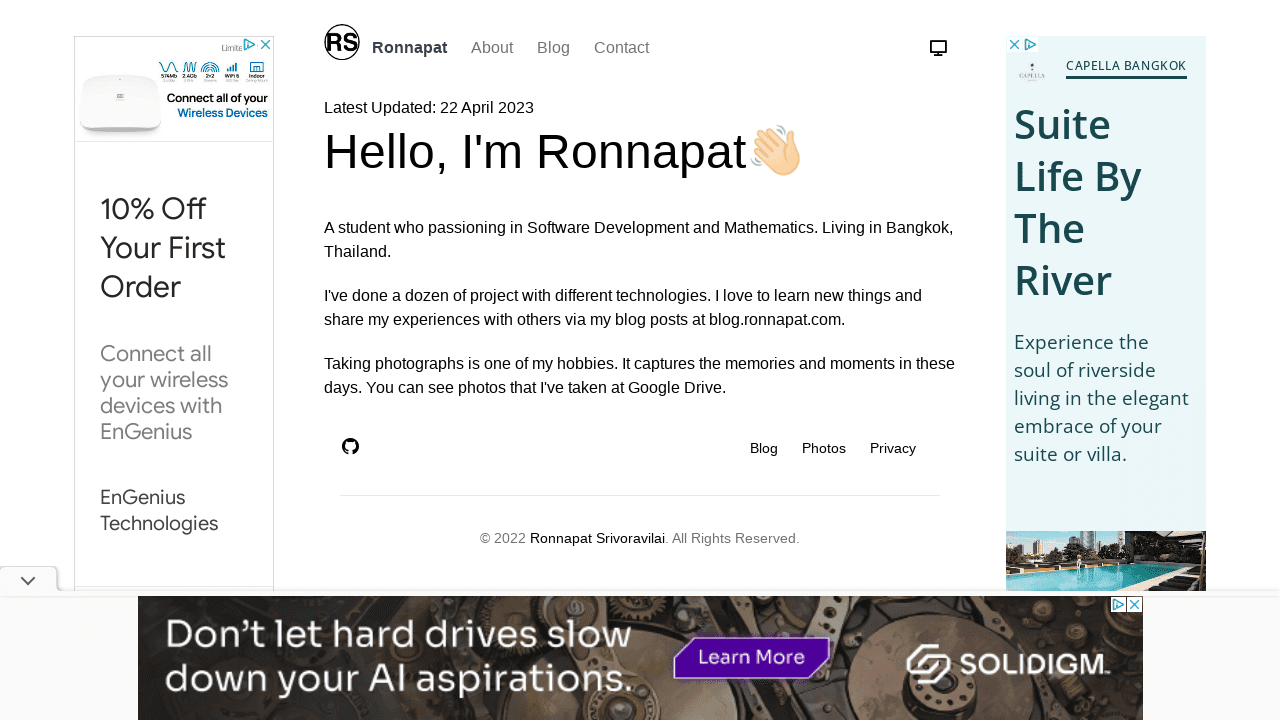 RS
Ronnapat About Blog Contact
Latest Updated: 22 April 2023
Hello, I'm Ronnapat
A student who passioning in Software Development and Mathematics. Living in Bangkok,
Thailand.
I've done a dozen of project with different technologies. I love to learn new things and
share my experiences with others via my blog posts at blog.ronnapat.com.
Taking photographs is one of my hobbies. It captures the memories and moments in these
days. You can see photos that I've taken at Google Drive.
Blog Photos Privacy
© 2022 Ronnapat Srivoravilai. All Rights Reserved.
Limite
574Mb 2.4Gb 2×2 WiFi 6 Indoor
Connect all of your
Wireless Devices
10% Off
Your First
Order
Connect all
your wireless
devices with
EnGenius
EnGenius
Technologies
CAPELLA BANGKOK
Suite
Life By
The
River
Experience the
soul of riverside
living in the elegant
embrace of your
suite or villa.
Don't let hard drives slow
down your AI aspirations.
Learn More
SOLIDIGM